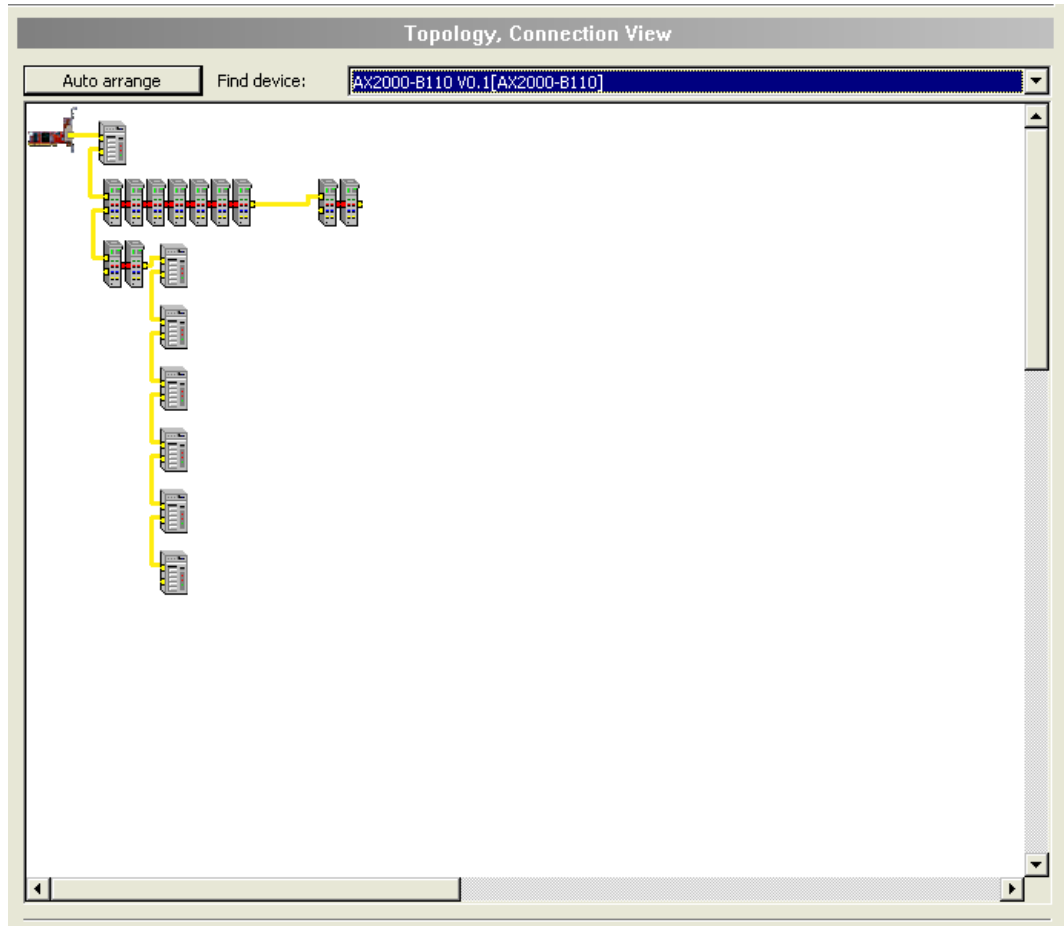 Topology, Connection View
Auto arrange Find device: AX2000-B110 V0.1[AX2000-B110]